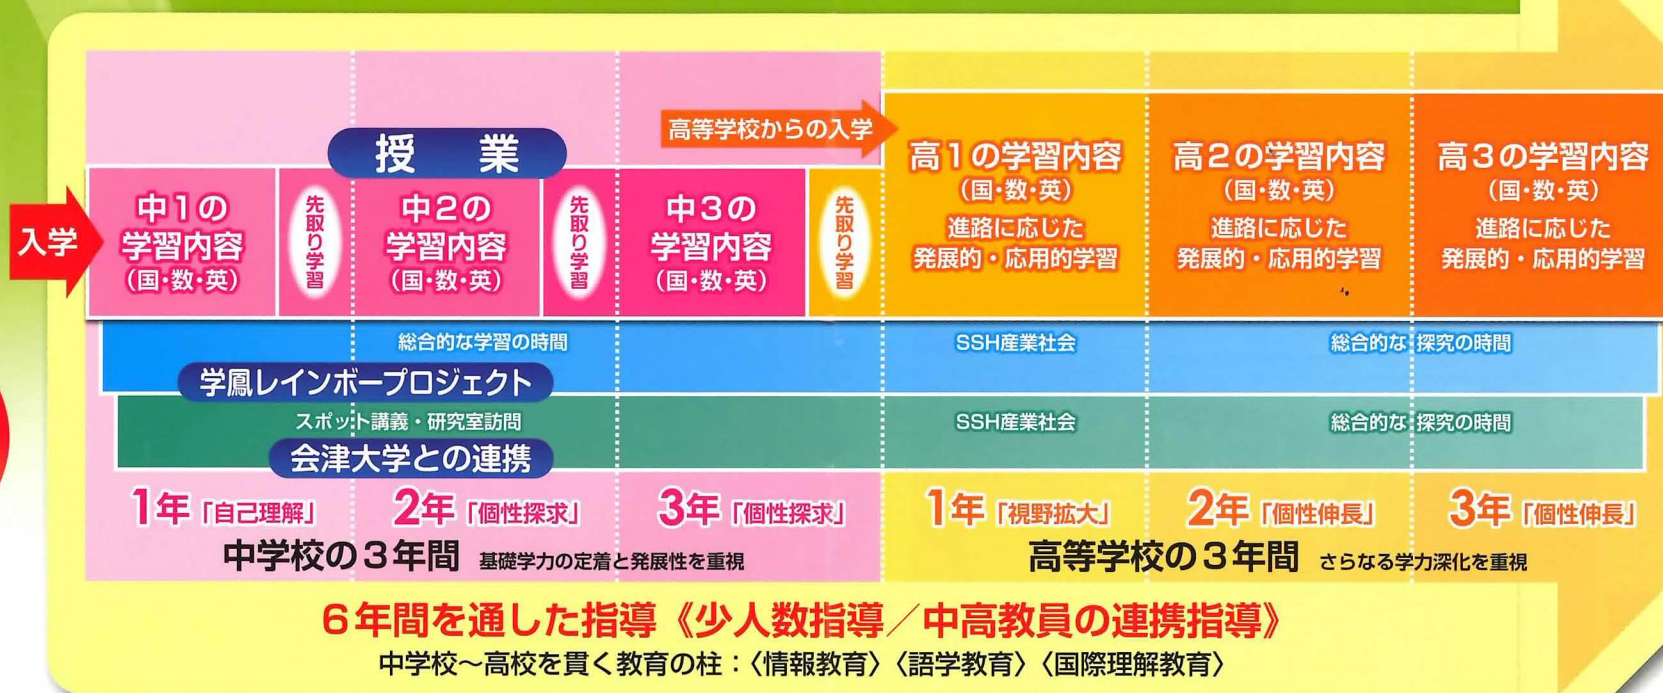 入学
授　業
高等学校からの入学
中1の
学習内容
(国・数・英)
先取り学習
中2の
学習内容
(国・数・英)
先取り学習
中3の
学習内容
(国・数・英)
先取り学習
高1の学習内容
(国・数・英)
進路に応じた
発展的・応用的学習
高2の学習内容
(国・数・英)
進路に応じた
発展的・応用的学習
高3の学習内容
(国・数・英)
進路に応じた
発展的・応用的学習
総合的な学習の時間
SSH産業社会
総合的な探究の時間
学鳳レインボープロジェクト
スポット講義・研究室訪問
SSH産業社会
総合的な探究の時間
会津大学との連携
1年「自己理解」
2年「個性探求」
3年「個性探求」
1年「視野拡大」
2年「個性伸長」
3年「個性伸長」
中学校の3年間 基礎学力の定着と発展性を重視
高等学校の3年間 さらなる学力深化を重視
6年間を通した指導《少人数指導／中高教員の連携指導》
中学校～高校を貫く教育の柱：〈情報教育〉〈語学教育〉〈国際理解教育〉